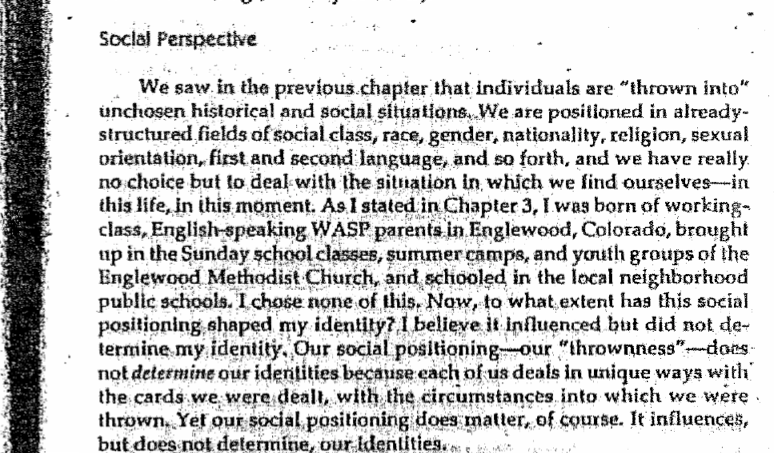 Social Perspective
We saw in the previous chapter that individuals are "thrown into"
unchosen historical and social situations. We are positioned in already-
structured fields of social class, race, gender, nationality, religion, sexual
orientation, first and second language, and so forth, and we have really
no choice but to deal with the situation in which we find ourselves—in
this life, in this moment. As I stated in Chapter 3, I was born of working-
class, English-speaking WASP parents in Englewood, Colorado, brought
up in the Sunday school classes, summer camps, and youth groups of the
Englewood Methodist Church, and schooled in the local neighborhood
public schools. I chose none of this. Now, to what extent has this social
positioning shaped my identity? I believe it influenced but did not de-
termine my identity. Our social positioning—our "thrownness"—does
not determine our identities because each of us deals in unique ways with
the cards we were dealt, with the circumstances into which we were
thrown. Yet our social positioning does matter, of course. It influences,
but does not determine, our identities.